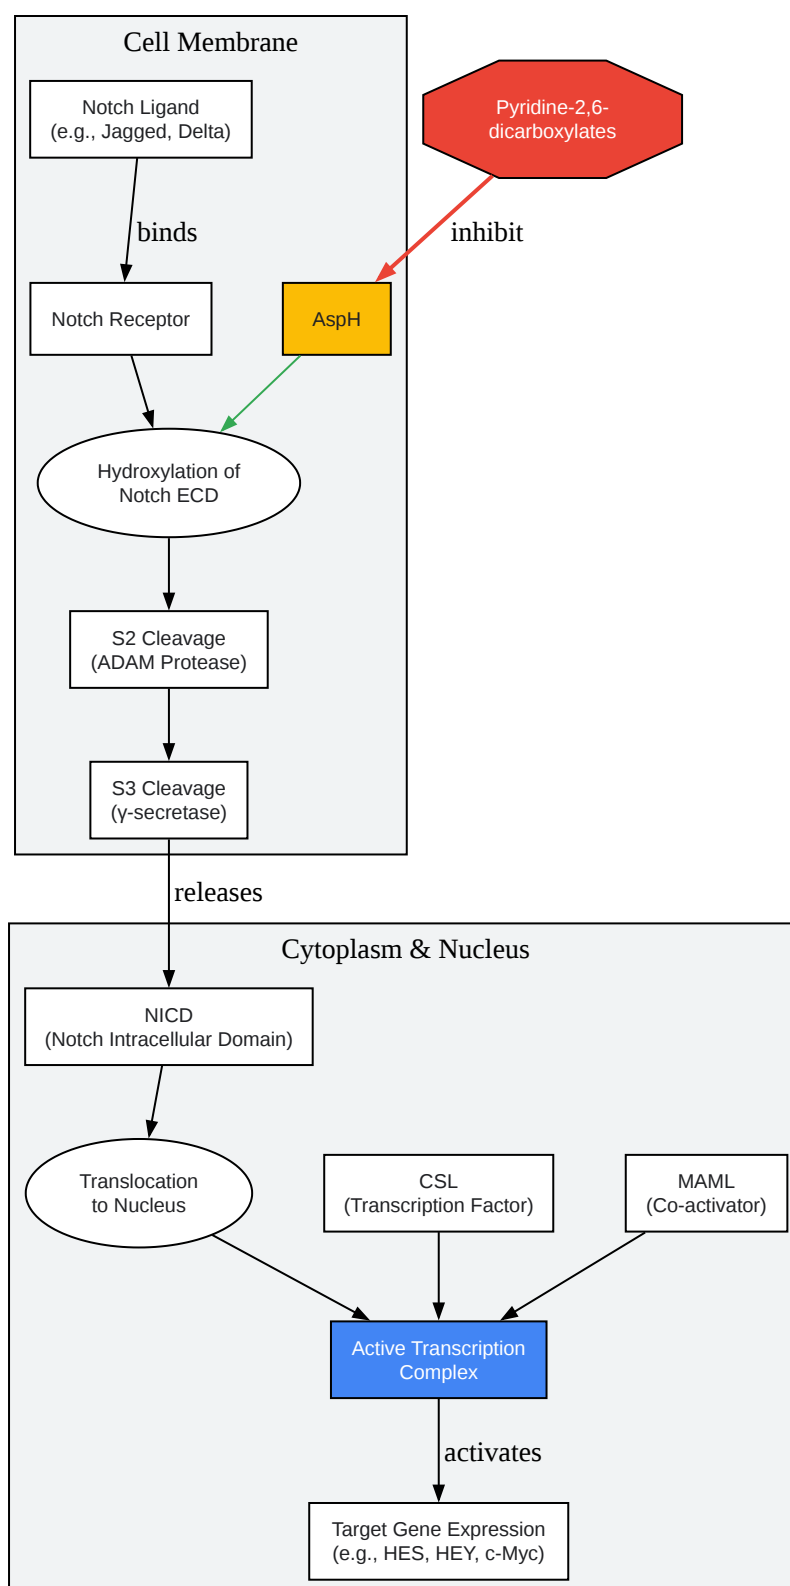 Cell Membrane
Notch Ligand
(e.g., Jagged, Delta)
Pyridine-2,6-
dicarboxylates
binds
inhibit
Notch Receptor
AspH
Hydroxylation of
Notch ECD
S2 Cleavage
(ADAM Protease)
S3 Cleavage
(γ-secretase)
releases
Cytoplasm & Nucleus
NICD
(Notch Intracellular Domain)
Translocation
to Nucleus
CSL
(Transcription Factor)
MAML
(Co-activator)
Active Transcription
Complex
activates
Target Gene Expression
(e.g., HES, HEY, c-Myc)